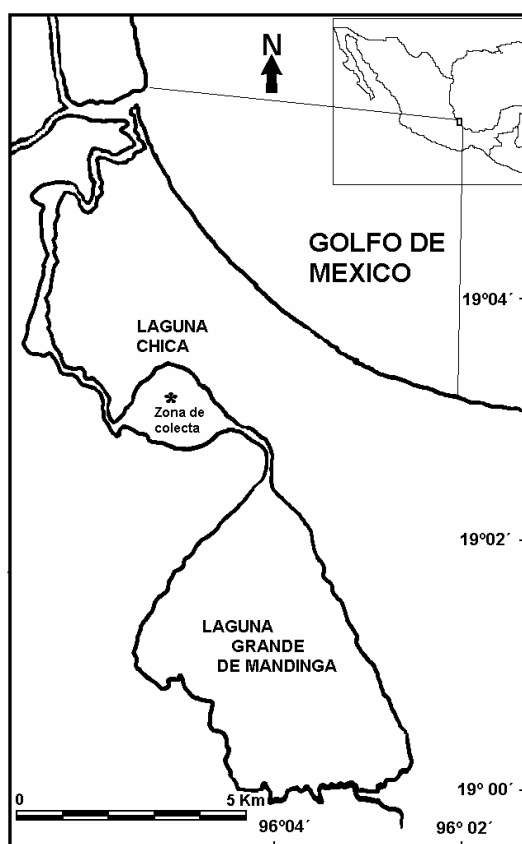 N
GOLFO DE
MEXICO
19º04´
LAGUNA
CHICA
*
Zona de
colecta
19º02´
LAGUNA
GRANDE
DE MANDINGA
19º 00´
0
5 Km
96º04´
96º 02´